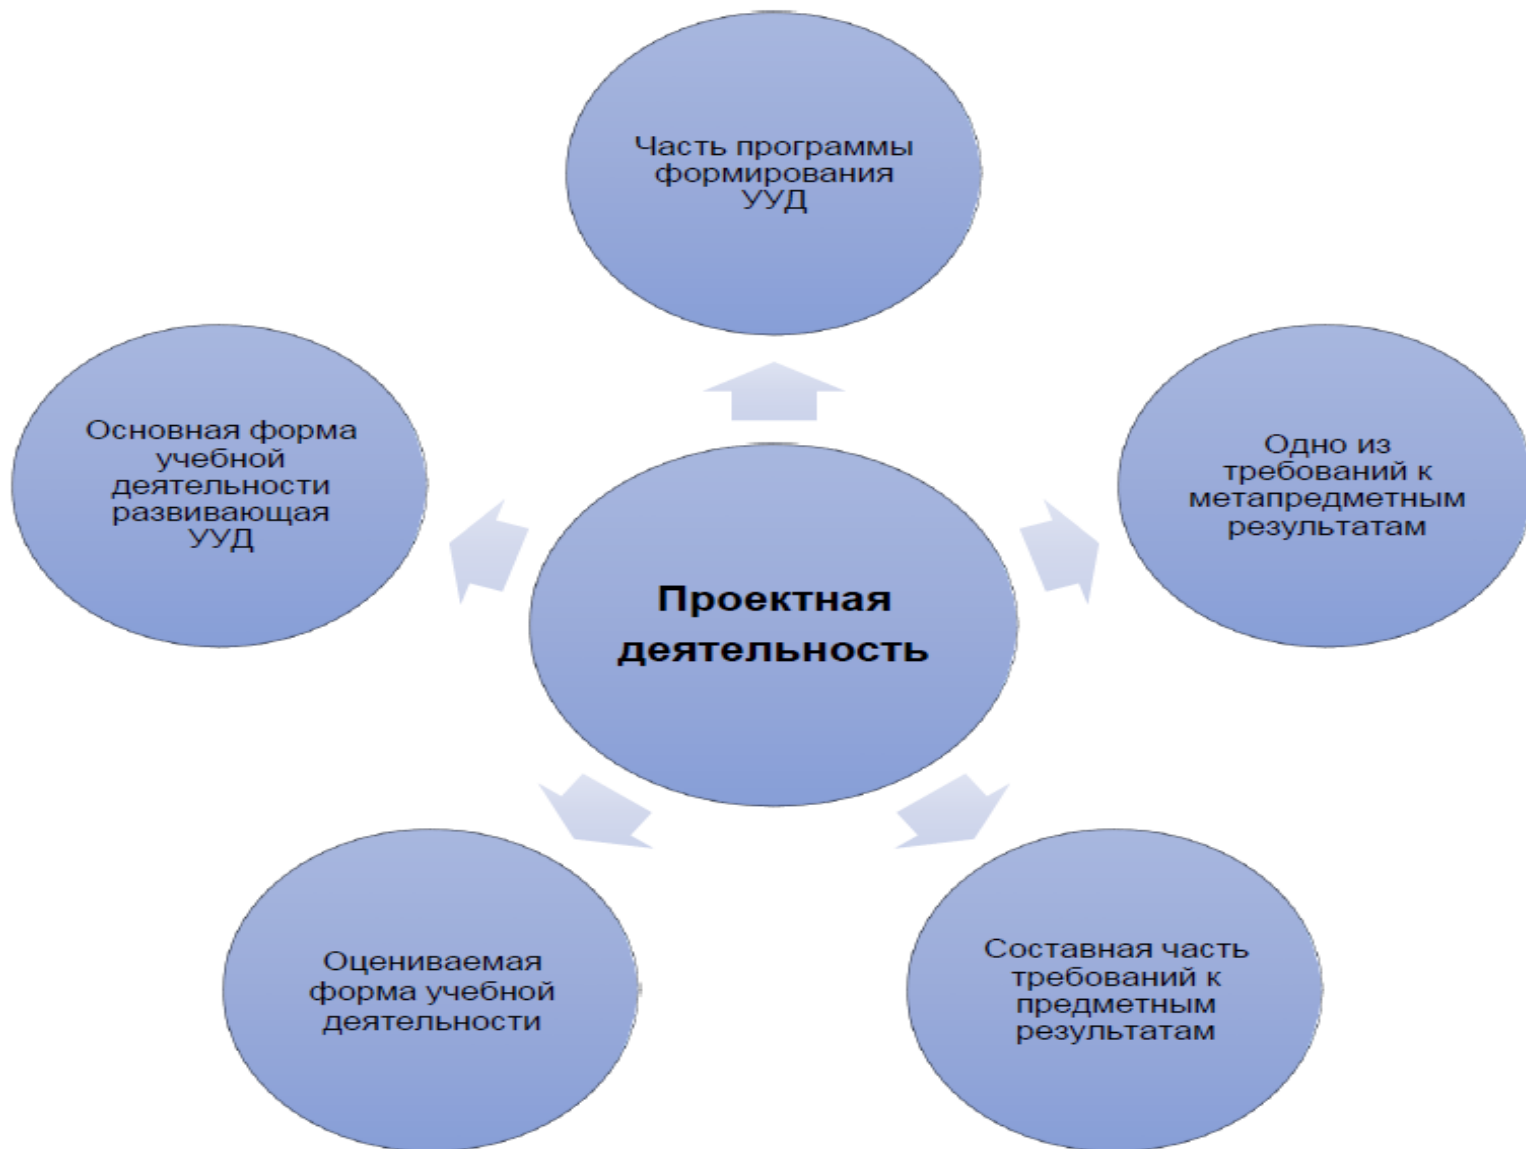 Часть программы
формирования
УУД
Основная форма
учебной
деятельности
развивающая
УУД
Одно из
требований к
метапредметным
результатам
Проектная
деятельность
Оцениваемая
форма учебной
деятельности
Составная часть
требований к
предметным
результатам